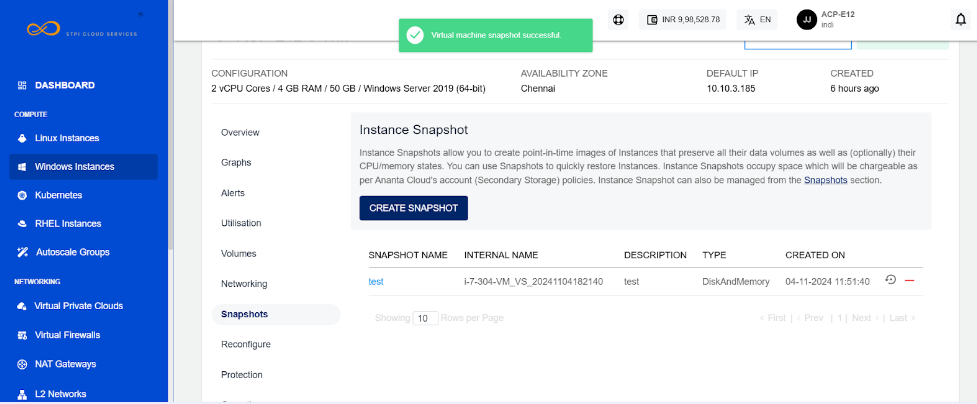 STPI CLOUD SERVICES
INR 9,98,528.78
EN
JJ
ACP-E12
indi
Virtual machine snapshot successful.
DASHBOARD
COMPUTE
Linux Instances
Windows Instances
Kubernetes
RHEL Instances
Autoscale Groups
NETWORKING
Virtual Private Clouds
Virtual Firewalls
NAT Gateways
L2 Networks
CONFIGURATION
2 vCPU Cores / 4 GB RAM / 50 GB / Windows Server 2019 (64-bit)
AVAILABILITY ZONE
Chennai
DEFAULT IP
10.10.3.185
CREATED
6 hours ago
Overview
Graphs
Alerts
Utilisation
Volumes
Networking
Snapshots
Reconfigure
Protection
Instance Snapshot
Instance Snapshots allow you to create point-in-time images of Instances that preserve all their data volumes as well as (optionally) their
CPU/memory states. You can use Snapshots to quickly restore Instances. Instance Snapshots occupy space which will be chargeable as
per Ananta Cloud's account (Secondary Storage) policies. Instance Snapshot can also be managed from the Snapshots section.
CREATE SNAPSHOT
SNAPSHOT NAME INTERNAL NAME DESCRIPTION TYPE CREATED ON
test i-7-304-VM_VS_20241104182140 test DiskAndMemory 04-11-2024 11:51:40
Showing 10 Rows per Page
‹ First | ‹ Prev | 1 | Next › | Last ›